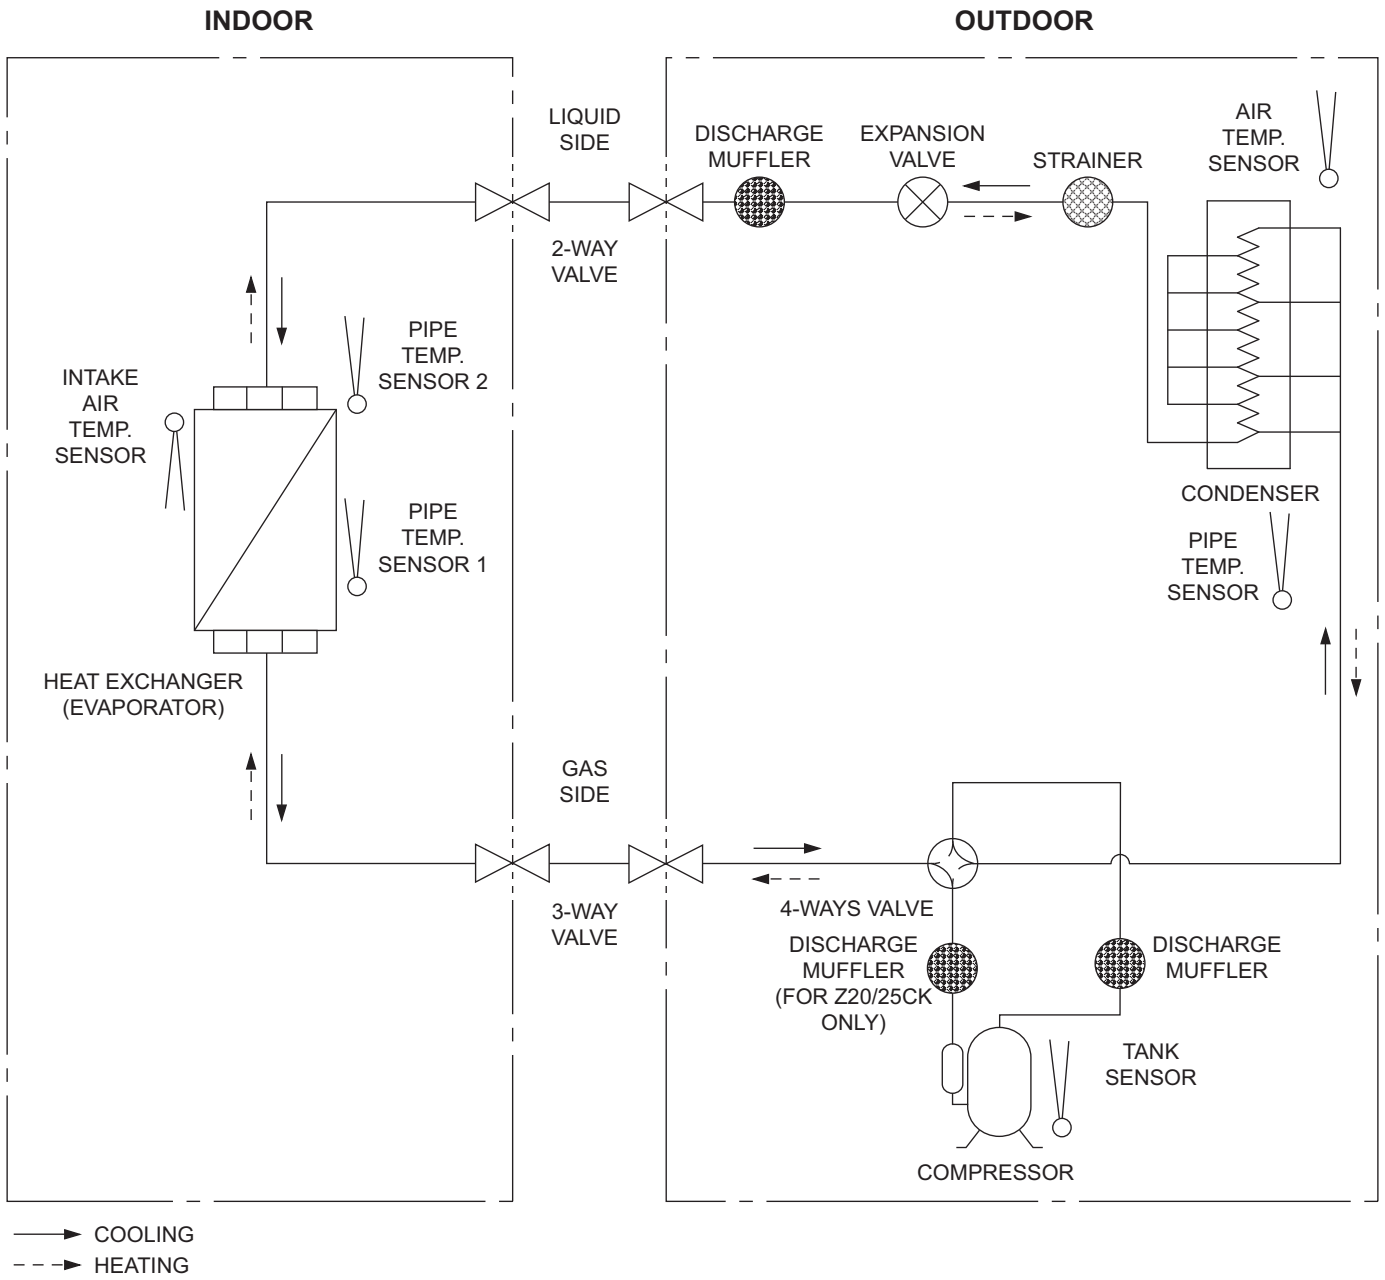 INDOOR
OUTDOOR
LIQUID
SIDE
DISCHARGE
MUFFLER
EXPANSION
VALVE
STRAINER
AIR
TEMP.
SENSOR
2-WAY
VALVE
PIPE
TEMP.
SENSOR 2
INTAKE
AIR
TEMP.
SENSOR
PIPE
TEMP.
SENSOR 1
CONDENSER
PIPE
TEMP.
SENSOR
HEAT EXCHANGER
(EVAPORATOR)
GAS
SIDE
3-WAY
VALVE
4-WAYS VALVE
DISCHARGE
MUFFLER
(FOR Z20/25CK
ONLY)
DISCHARGE
MUFFLER
TANK
SENSOR
COMPRESSOR
COOLING
HEATING